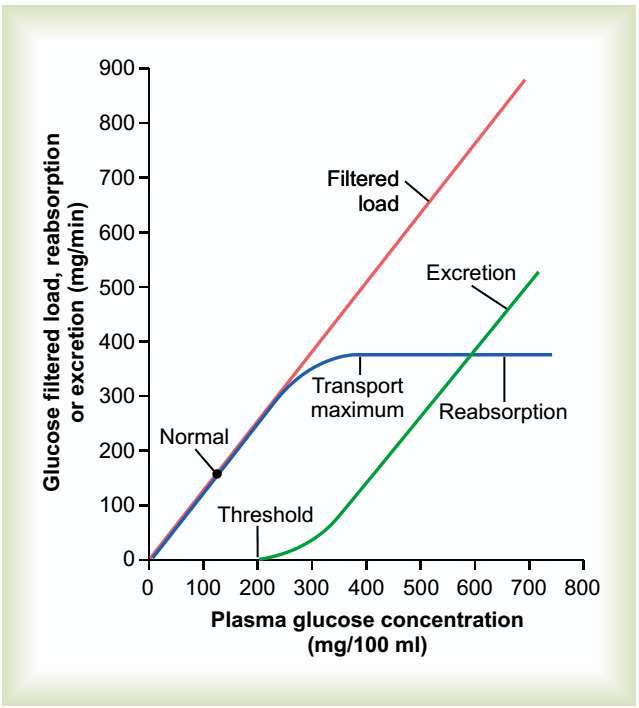 Glucose filtered load, reabsorption
or excretion (mg/min)
900
800
700
600
500
400
300
200
100
0
Filtered
load
Excretion
Transport
maximum
Reabsorption
Normal
Threshold
0 100 200 300 400 500 600 700 800
Plasma glucose concentration
(mg/100 ml)